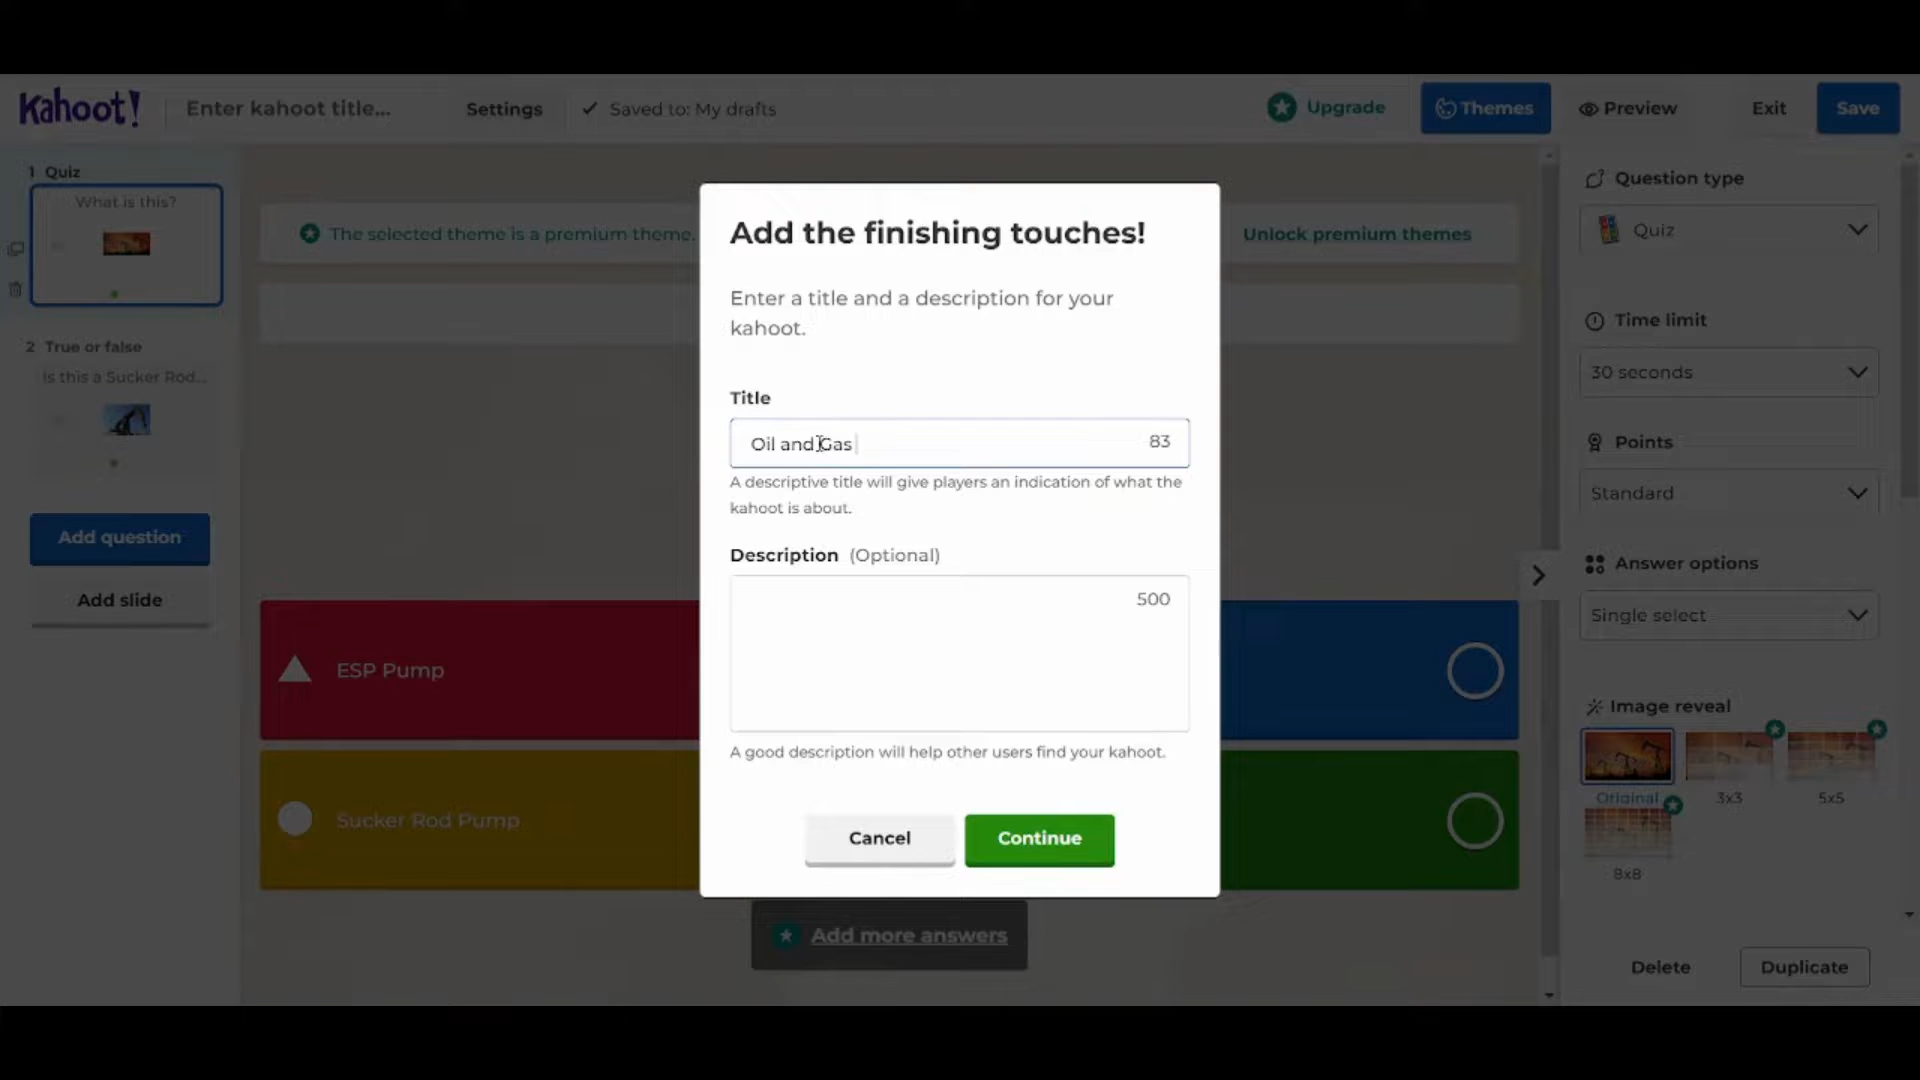 Kahoot!
Enter kahoot title...
Settings
Saved to: My drafts
Upgrade
Themes
Preview
Exit
Save
1 Quiz
What is this?
2 True or false
Is this a Sucker Rod...
Add question
Add slide
The selected theme is a premium theme.
Unlock premium themes
ESP Pump
Sucker Rod Pump
Add more answers
Add the finishing touches!
Enter a title and a description for your
kahoot.
Title
Oil and Gas
83
A descriptive title will give players an indication of what the
kahoot is about.
Description (Optional)
500
A good description will help other users find your kahoot.
Cancel
Continue
Question type
Quiz
Time limit
30 seconds
Points
Standard
Answer options
Single select
Image reveal
Original
3x3
5x5
8x8
Delete
Duplicate